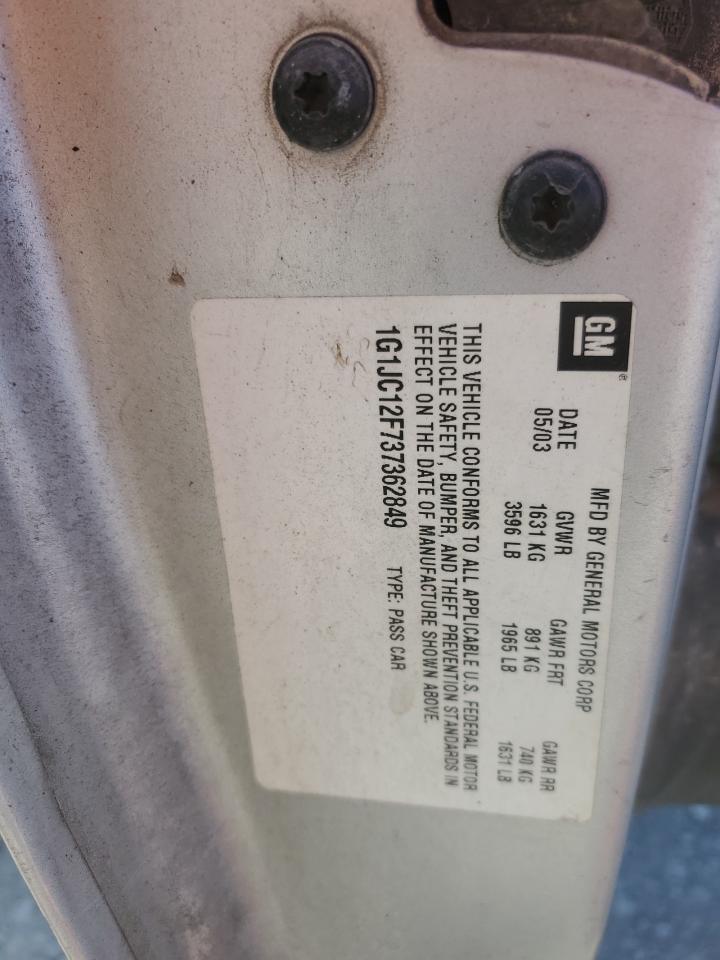 GM®
MFD BY GENERAL MOTORS CORP
DATE GVWR GAWR FRT GAWR RR
05/03 1631 KG 891 KG 740 KG
3596 LB 1965 LB 1631 LB
THIS VEHICLE CONFORMS TO ALL APPLICABLE U.S. FEDERAL MOTOR
VEHICLE SAFETY, BUMPER, AND THEFT PREVENTION STANDARDS IN
EFFECT ON THE DATE OF MANUFACTURE SHOWN ABOVE.
1G1JC12F737362849 TYPE: PASS CAR